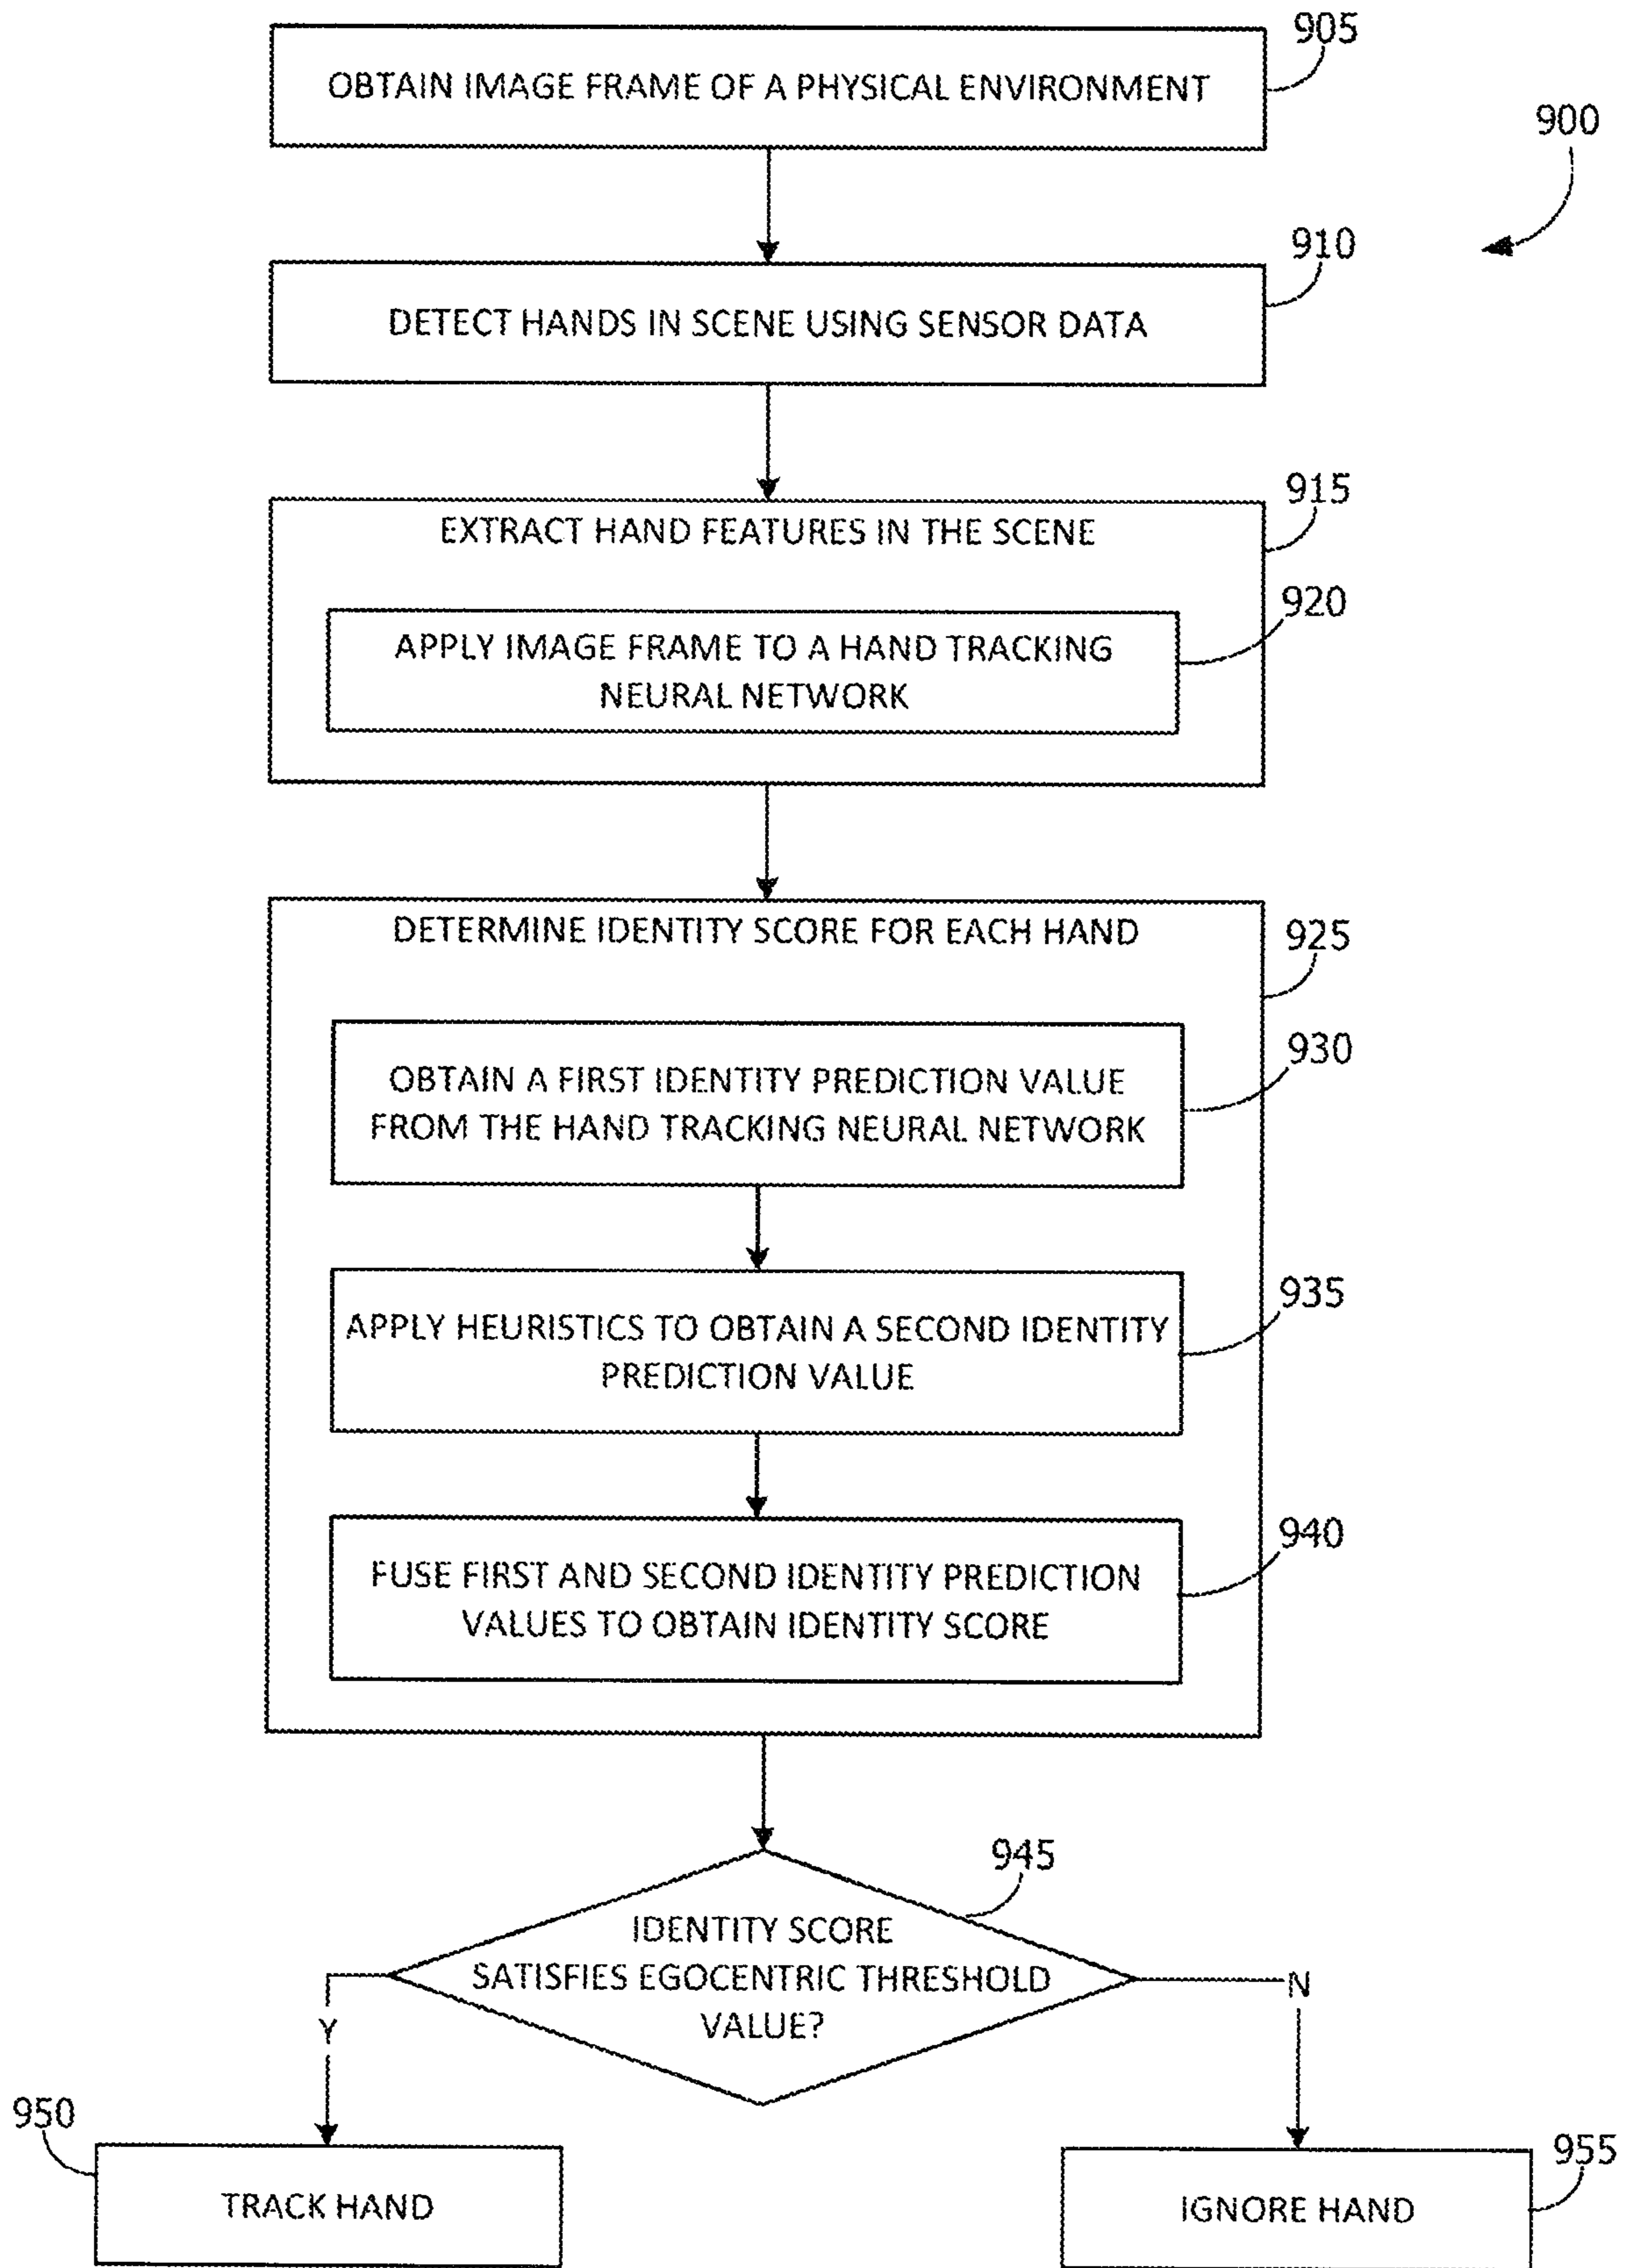 905
OBTAIN IMAGE FRAME OF A PHYSICAL ENVIRONMENT
900
910
DETECT HANDS IN SCENE USING SENSOR DATA
915
EXTRACT HAND FEATURES IN THE SCENE
920
APPLY IMAGE FRAME TO A HAND TRACKING
NEURAL NETWORK
925
DETERMINE IDENTITY SCORE FOR EACH HAND
930
OBTAIN A FIRST IDENTITY PREDICTION VALUE
FROM THE HAND TRACKING NEURAL NETWORK
935
APPLY HEURISTICS TO OBTAIN A SECOND IDENTITY
PREDICTION VALUE
940
FUSE FIRST AND SECOND IDENTITY PREDICTION
VALUES TO OBTAIN IDENTITY SCORE
945
IDENTITY SCORE
SATISFIES EGOCENTRIC THRESHOLD
VALUE?
Y
N
950
TRACK HAND
955
IGNORE HAND